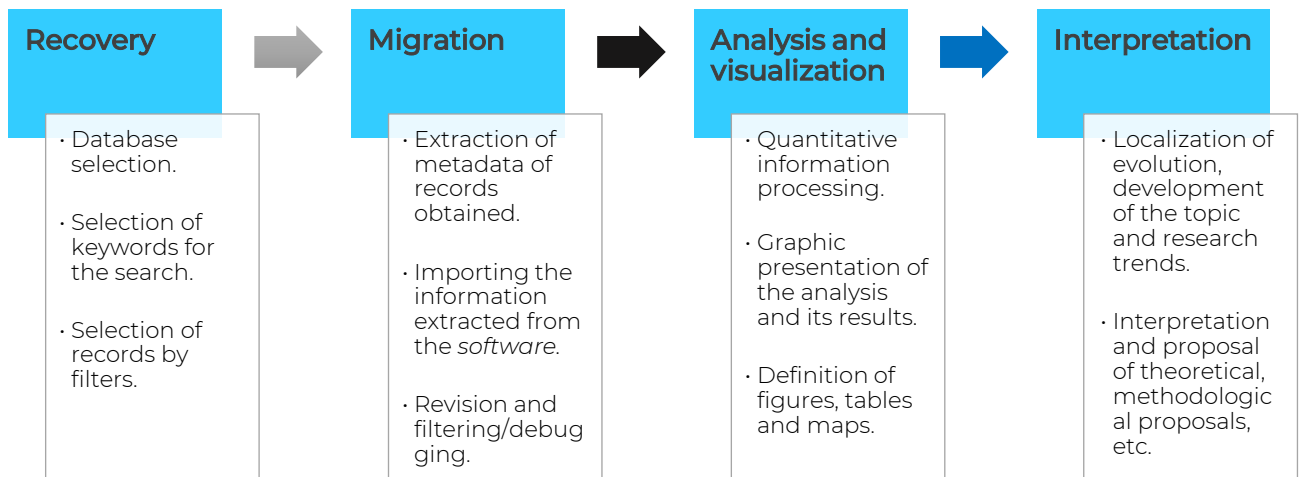 Recovery
· Database
selection.
· Selection of
keywords for
the search.
· Selection of
records by
filters.
Migration
· Extraction of
metadata of
records
obtained.
· Importing the
information
extracted from
the software.
· Revision and
filtering/debug
ging.
Analysis and
visualization
· Quantitative
information
processing.
· Graphic
presentation of
the analysis
and its results.
· Definition of
figures, tables
and maps.
Interpretation
· Localization of
evolution,
development
of the topic
and research
trends.
· Interpretation
and proposal
of theoretical,
methodologic
al proposals,
etc.